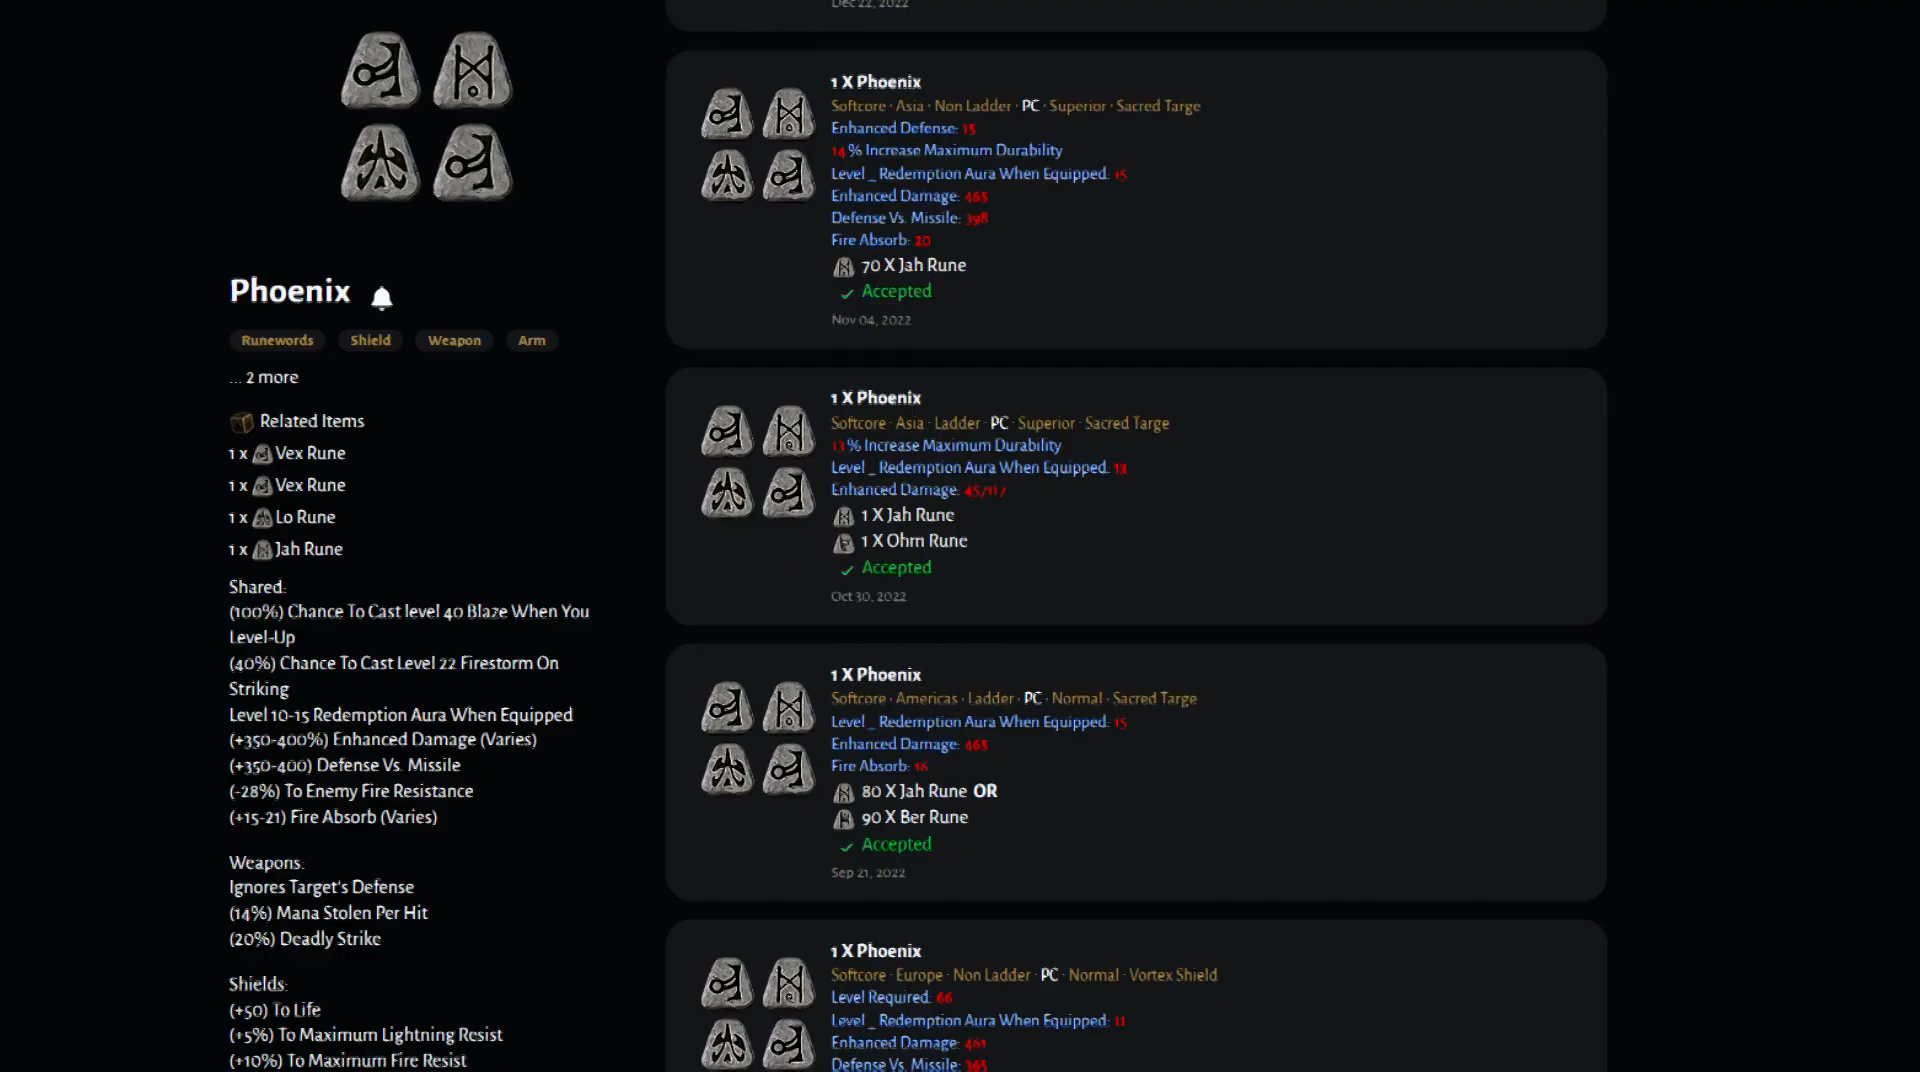 Phoenix
Runewords Shield Weapon Arm
... 2 more
Related Items
1 x Vex Rune
1 x Vex Rune
1 x Lo Rune
1 x Jah Rune
Shared:
(100%) Chance To Cast level 40 Blaze When You
Level-Up
(40%) Chance To Cast Level 22 Firestorm On
Striking
Level 10-15 Redemption Aura When Equipped
(+350-400%) Enhanced Damage (Varies)
(+350-400) Defense Vs. Missile
(-28%) To Enemy Fire Resistance
(+15-21) Fire Absorb (Varies)
Weapons:
Ignores Target's Defense
(14%) Mana Stolen Per Hit
(20%) Deadly Strike
Shields:
(+50) To Life
(+5%) To Maximum Lightning Resist
(+10%) To Maximum Fire Resist
Dec 22, 2022
1 X Phoenix
Softcore · Asia · Non Ladder · PC · Superior · Sacred Targe
Enhanced Defense: 15
14 % Increase Maximum Durability
Level _ Redemption Aura When Equipped: 15
Enhanced Damage: 465
Defense Vs. Missile: 398
Fire Absorb: 20
70 X Jah Rune
Accepted
Nov 04, 2022
1 X Phoenix
Softcore · Asia · Ladder · PC · Superior · Sacred Targe
13 % Increase Maximum Durability
Level _ Redemption Aura When Equipped: 13
Enhanced Damage:
1 X Jah Rune
1 X Ohm Rune
Accepted
Oct 30, 2022
1 X Phoenix
Softcore · Americas · Ladder · PC · Normal · Sacred Targe
Level _ Redemption Aura When Equipped: 15
Enhanced Damage: 465
Fire Absorb: 16
80 X Jah Rune OR
90 X Ber Rune
Accepted
Sep 21, 2022
1 X Phoenix
Softcore · Europe · Non Ladder · PC · Normal · Vortex Shield
Level Required: 66
Level _ Redemption Aura When Equipped: 11
Enhanced Damage: 461
Defense Vs. Missile: 365